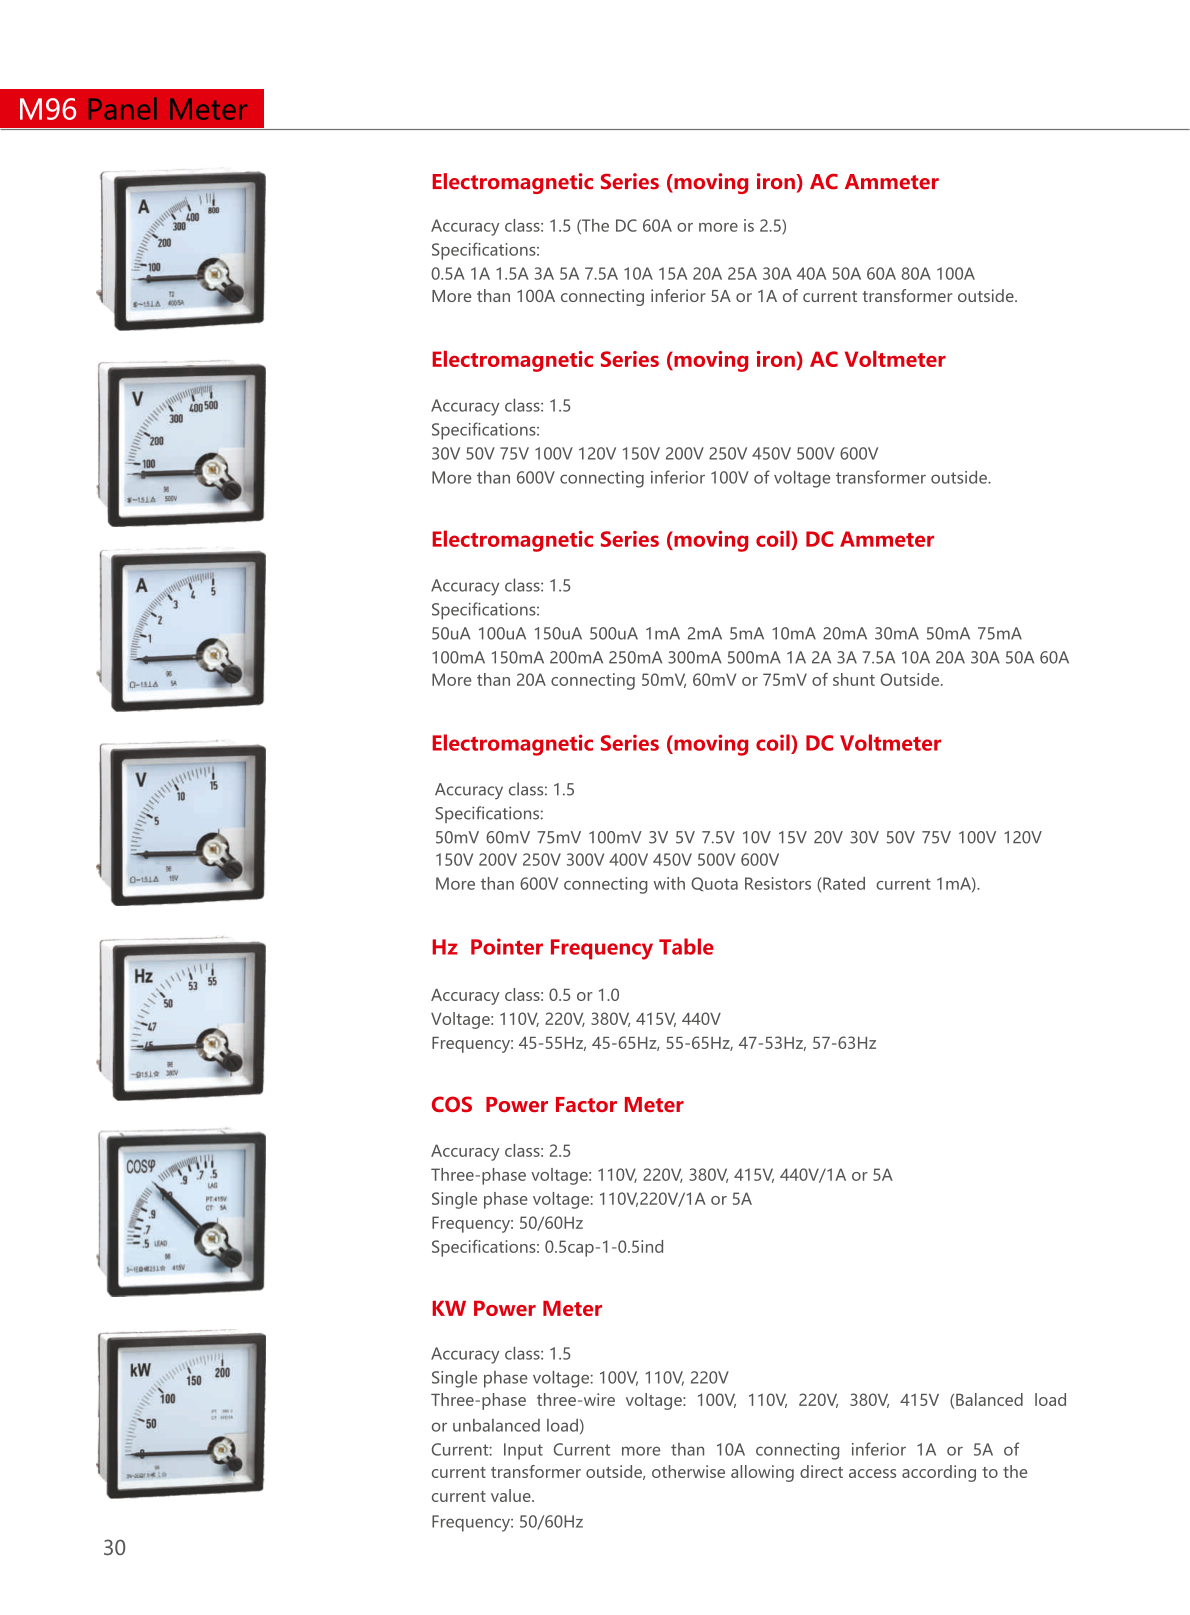 M96 Panel Meter
A
100
200
300
400
800
T2
400/5A
Electromagnetic Series (moving iron) AC Ammeter
Accuracy class: 1.5 (The DC 60A or more is 2.5)
Specifications:
0.5A 1A 1.5A 3A 5A 7.5A 10A 15A 20A 25A 30A 40A 50A 60A 80A 100A
More than 100A connecting inferior 5A or 1A of current transformer outside.
V
100
200
300
400 500
96
500V
Electromagnetic Series (moving iron) AC Voltmeter
Accuracy class: 1.5
Specifications:
30V 50V 75V 100V 120V 150V 200V 250V 450V 500V 600V
More than 600V connecting inferior 100V of voltage transformer outside.
A
1
2
3
4
5
96
5A
Electromagnetic Series (moving coil) DC Ammeter
Accuracy class: 1.5
Specifications:
50uA 100uA 150uA 500uA 1mA 2mA 5mA 10mA 20mA 30mA 50mA 75mA
100mA 150mA 200mA 250mA 300mA 500mA 1A 2A 3A 7.5A 10A 20A 30A 50A 60A
More than 20A connecting 50mV, 60mV or 75mV of shunt Outside.
V
5
10
15
96
15V
Electromagnetic Series (moving coil) DC Voltmeter
Accuracy class: 1.5
Specifications:
50mV 60mV 75mV 100mV 3V 5V 7.5V 10V 15V 20V 30V 50V 75V 100V 120V
150V 200V 250V 300V 400V 450V 500V 600V
More than 600V connecting with Quota Resistors (Rated current 1mA).
Hz
47
50
53
55
96
380V
Hz Pointer Frequency Table
Accuracy class: 0.5 or 1.0
Voltage: 110V, 220V, 380V, 415V, 440V
Frequency: 45-55Hz, 45-65Hz, 55-65Hz, 47-53Hz, 57-63Hz
COSφ
.9 .7 .5
LAG
PT:415V
CT: 5A
.9
.7
.5 LEAD
96
415V
COS Power Factor Meter
Accuracy class: 2.5
Three-phase voltage: 110V, 220V, 380V, 415V, 440V/1A or 5A
Single phase voltage: 110V,220V/1A or 5A
Frequency: 50/60Hz
Specifications: 0.5cap-1-0.5ind
kW
0
50
100
150
200
96
KW Power Meter
Accuracy class: 1.5
Single phase voltage: 100V, 110V, 220V
Three-phase three-wire voltage: 100V, 110V, 220V, 380V, 415V (Balanced load
or unbalanced load)
Current: Input Current more than 10A connecting inferior 1A or 5A of
current transformer outside, otherwise allowing direct access according to the
current value.
Frequency: 50/60Hz
30